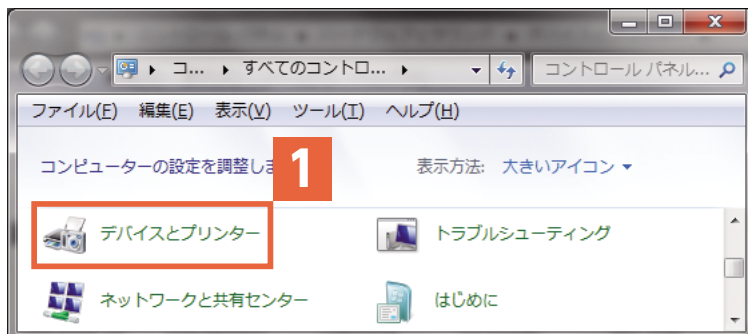 コ... すべてのコントロ... コントロール パネル...
ファイル(F) 編集(E) 表示(V) ツール(T) ヘルプ(H)
コンピューターの設定を調整しま 1 表示方法: 大きいアイコン
デバイスとプリンター トラブルシューティング
ネットワークと共有センター はじめに